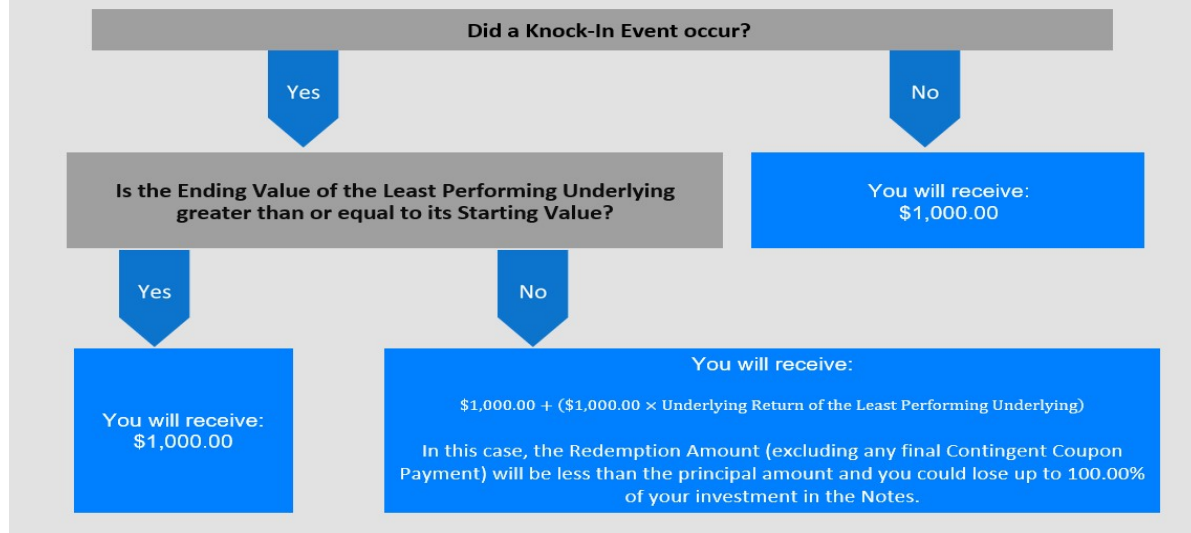 Did a Knock-In Event occur?
Yes
No
Is the Ending Value of the Least Performing Underlying
greater than or equal to its Starting Value?
You will receive:
$1,000.00
Yes
No
You will receive:
$1,000.00
You will receive:
$1,000.00 + ($1,000.00 × Underlying Return of the Least Performing Underlying)
In this case, the Redemption Amount (excluding any final Contingent Coupon
Payment) will be less than the principal amount and you could lose up to 100.00%
of your investment in the Notes.